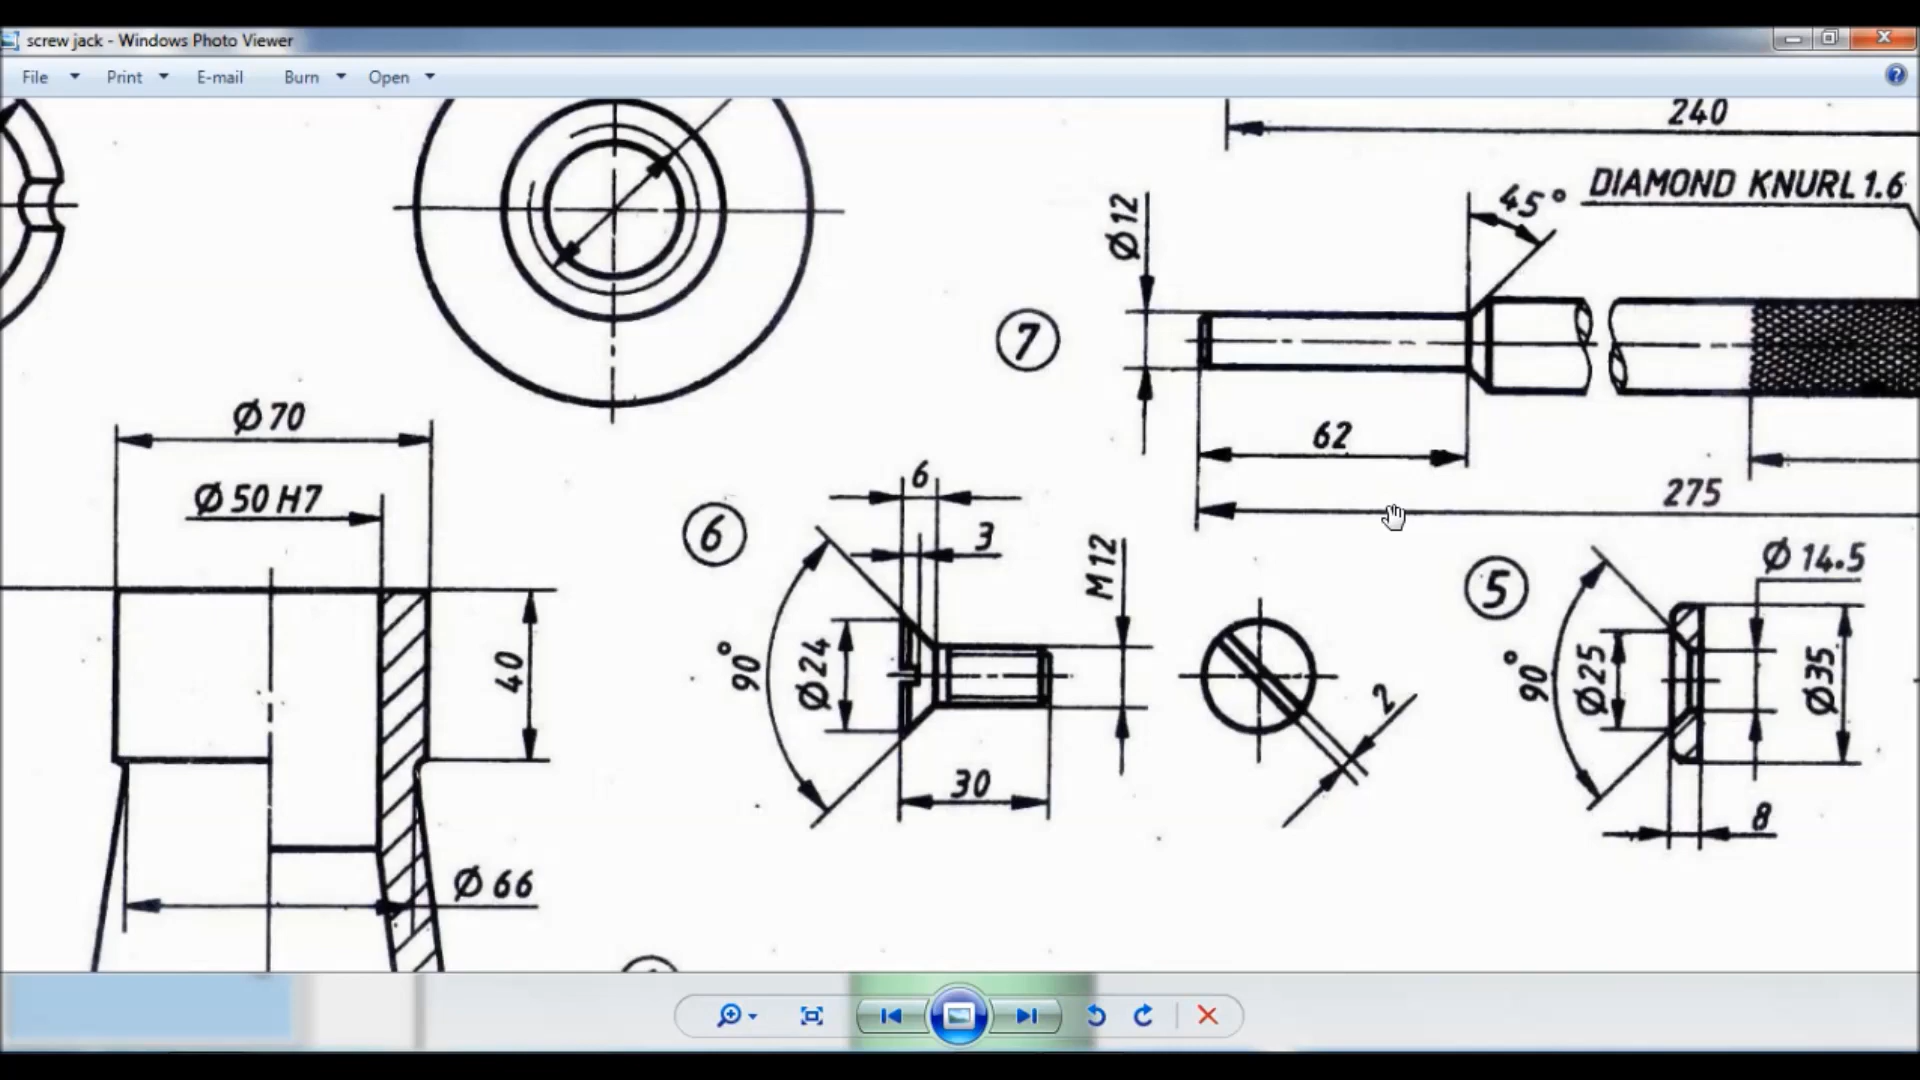 screw jack - Windows Photo Viewer
File Print E-mail Burn Open
240
DIAMOND KNURL 1.6
45°
Ø12
7
62
275
Ø70
Ø50 H7
40
Ø66
6
6
3
M12
90°
Ø24
30
2
5
Ø 14.5
90°
Ø25
Ø35
8